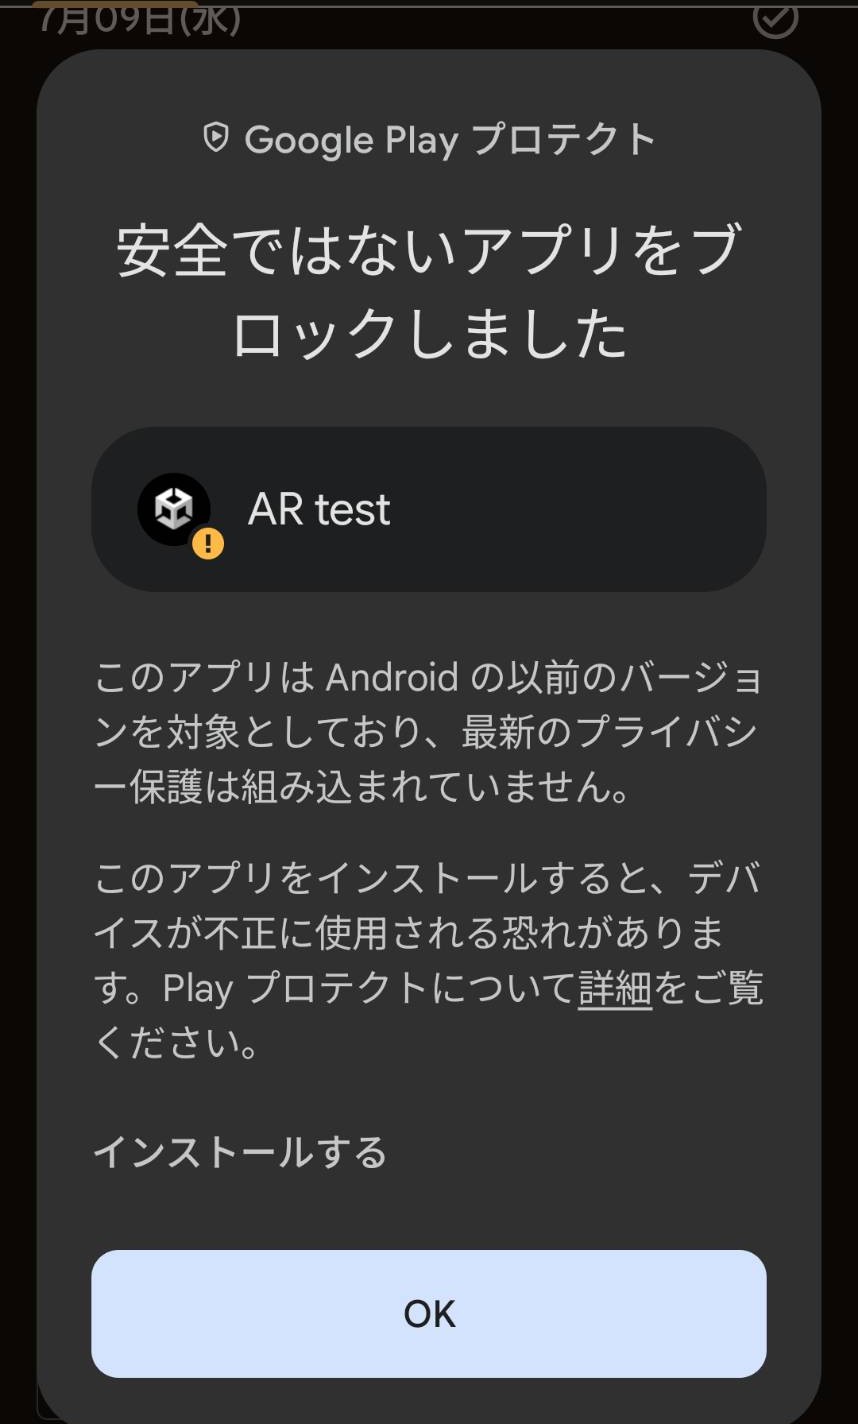 7月09日(水)
Google Play プロテクト
安全ではないアプリをブ
ロックしました
AR test
このアプリは Android の以前のバージョ
ンを対象としており、最新のプライバシ
ー保護は組み込まれていません。
このアプリをインストールすると、デバ
イスが不正に使用される恐れがありま
す。Play プロテクトについて詳細をご覧
ください。
インストールする
OK